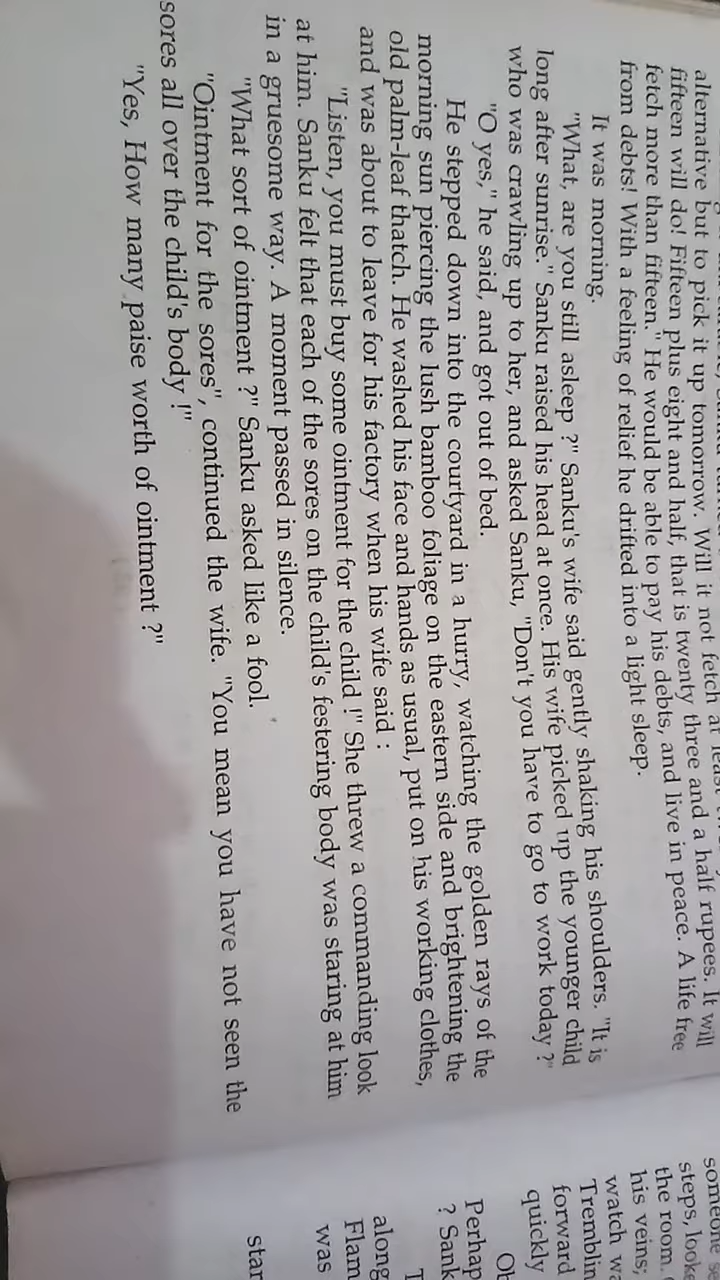 alternative but to pick it up tomorrow. Will it not fetch at least
fifteen will do! Fifteen plus eight and half, that is twenty three and a half rupees. It will
fetch more than fifteen. He would be able to pay his debts, and live in peace. A life free
from debts! With a feeling of relief he drifted into a light sleep.
It was morning.
"What, are you still asleep ?" Sanku's wife said gently shaking his shoulders. "It is
long after sunrise." Sanku raised his head at once. His wife picked up the younger child
who was crawling up to her, and asked Sanku, "Don't you have to go to work today ?"
"O yes," he said, and got out of bed.
He stepped down into the courtyard in a hurry, watching the golden rays of the
morning sun piercing the lush bamboo foliage on the eastern side and brightening the
old palm-leaf thatch. He washed his face and hands as usual, put on his working clothes,
and was about to leave for his factory when his wife said :
"Listen, you must buy some ointment for the child !" She threw a commanding look
at him. Sanku felt that each of the sores on the child's festering body was staring at him
in a gruesome way. A moment passed in silence.
"What sort of ointment ?" Sanku asked like a fool.
"Ointment for the sores", continued the wife. "You mean you have not seen the
sores all over the child's body !"
"Yes, How many paise worth of ointment ?"
someone
steps,
the room.
his veins;
watch
forward
quickly
Perhap
? Sank
along
Flam
was
star